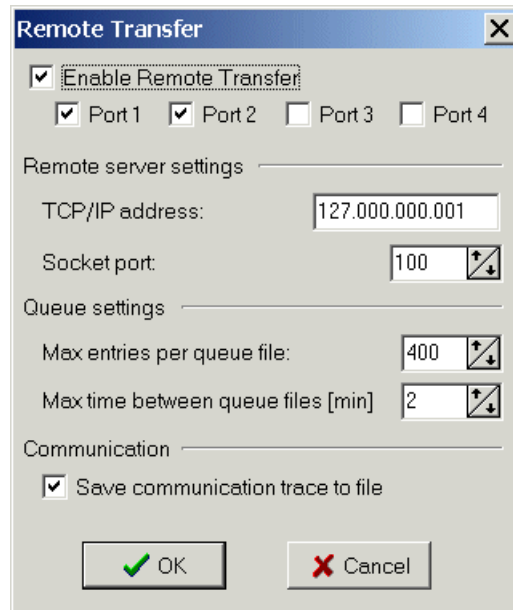 Remote Transfer
Enable Remote Transfer
Port 1 Port 2 Port 3 Port 4
Remote server settings
TCP/IP address: 127.000.000.001
Socket port: 100
Queue settings
Max entries per queue file: 400
Max time between queue files [min] 2
Communication
Save communication trace to file
OK Cancel